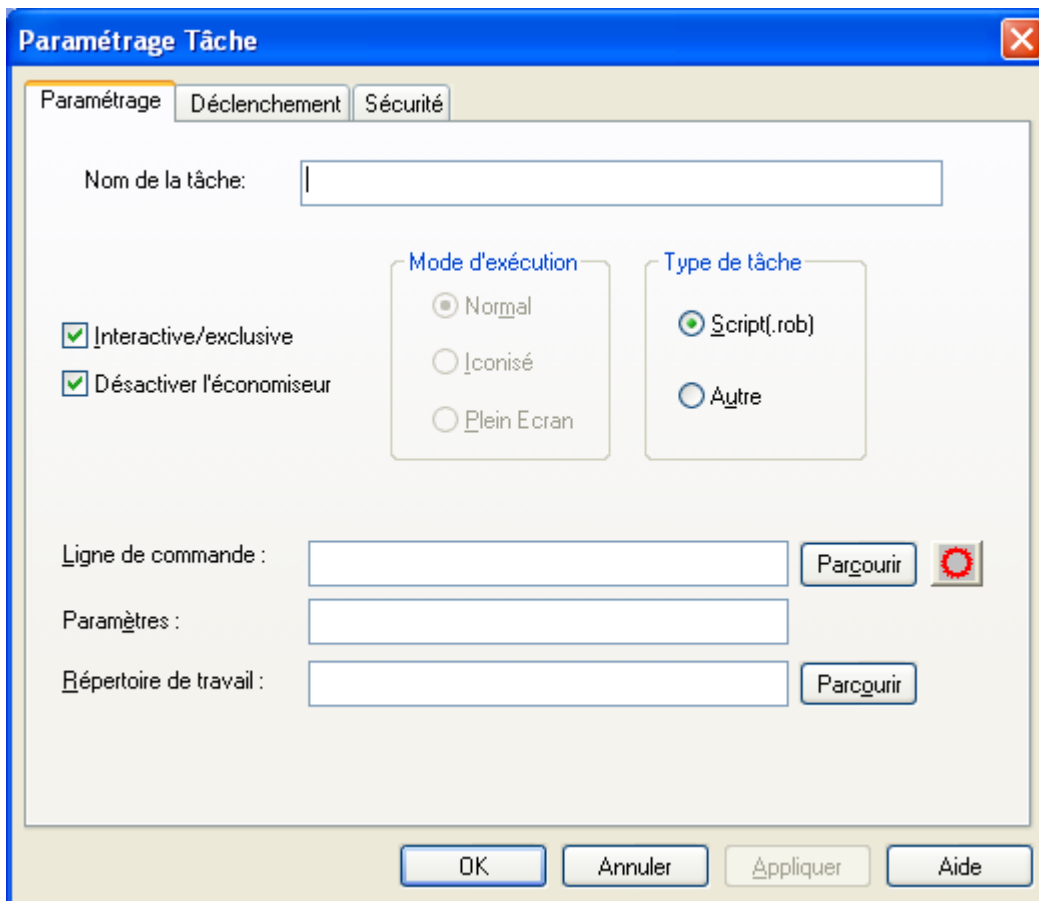 Paramétrage Tâche
Paramétrage Déclenchement Sécurité
Nom de la tâche:
Mode d'exécution
Type de tâche
Normal
Script(.rob)
Interactive/exclusive
Iconisé
Désactiver l'économiseur
Autre
Plein Ecran
Ligne de commande :
Parcourir
Paramètres :
Répertoire de travail :
Parcourir
OK Annuler Appliquer Aide